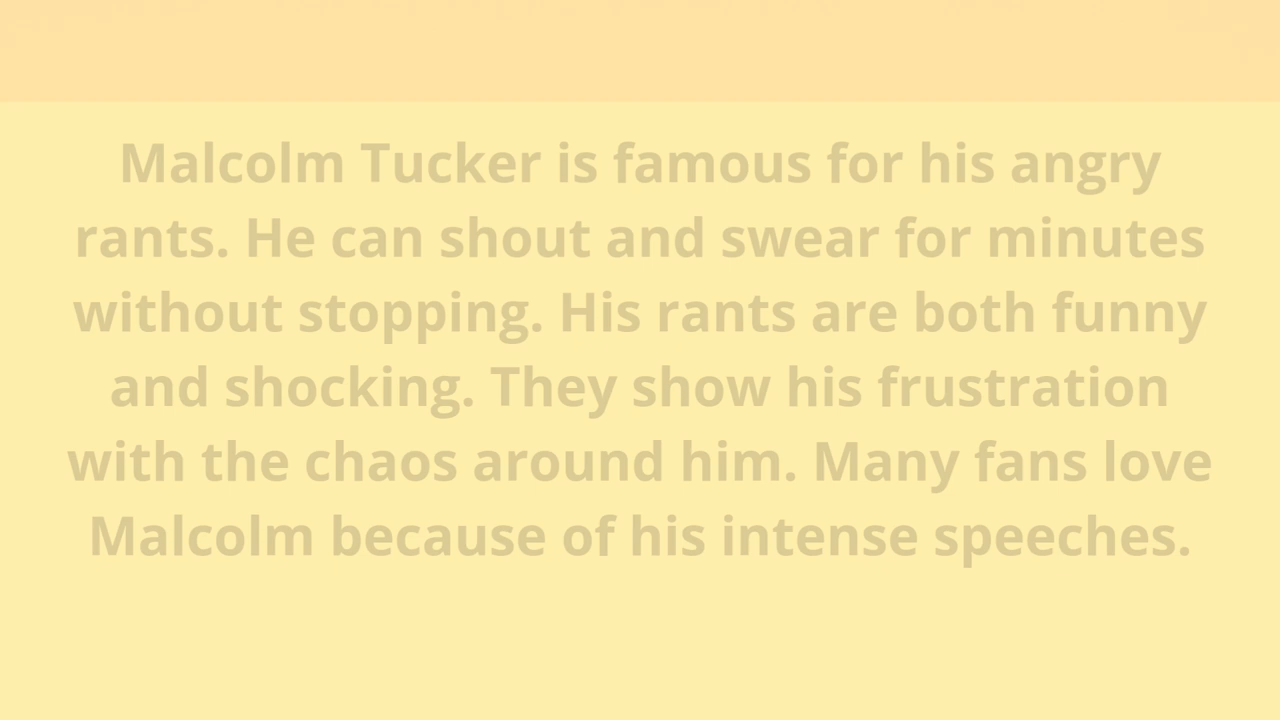 Malcolm Tucker is famous for his angry
rants. He can shout and swear for minutes
without stopping. His rants are both funny
and shocking. They show his frustration
with the chaos around him. Many fans love
Malcolm because of his intense speeches.